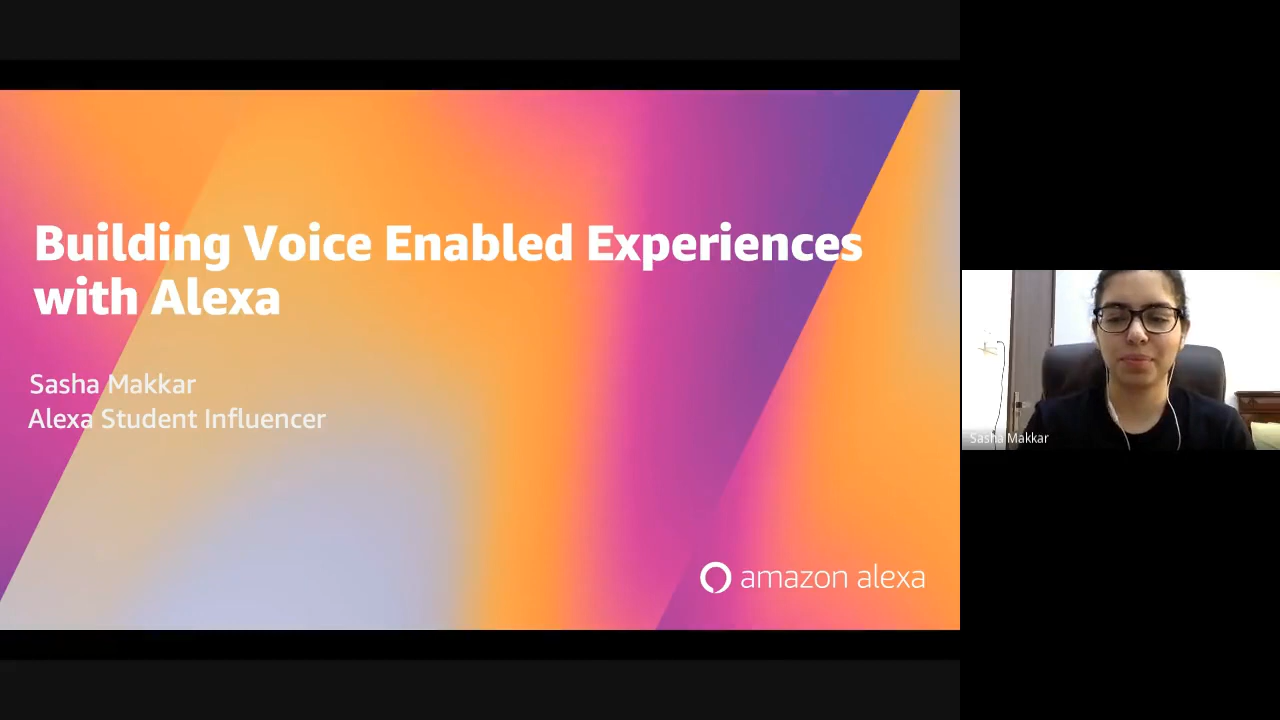 Building Voice Enabled Experiences
with Alexa
Sasha Makkar
Alexa Student Influencer
amazon alexa
Sasha Makkar